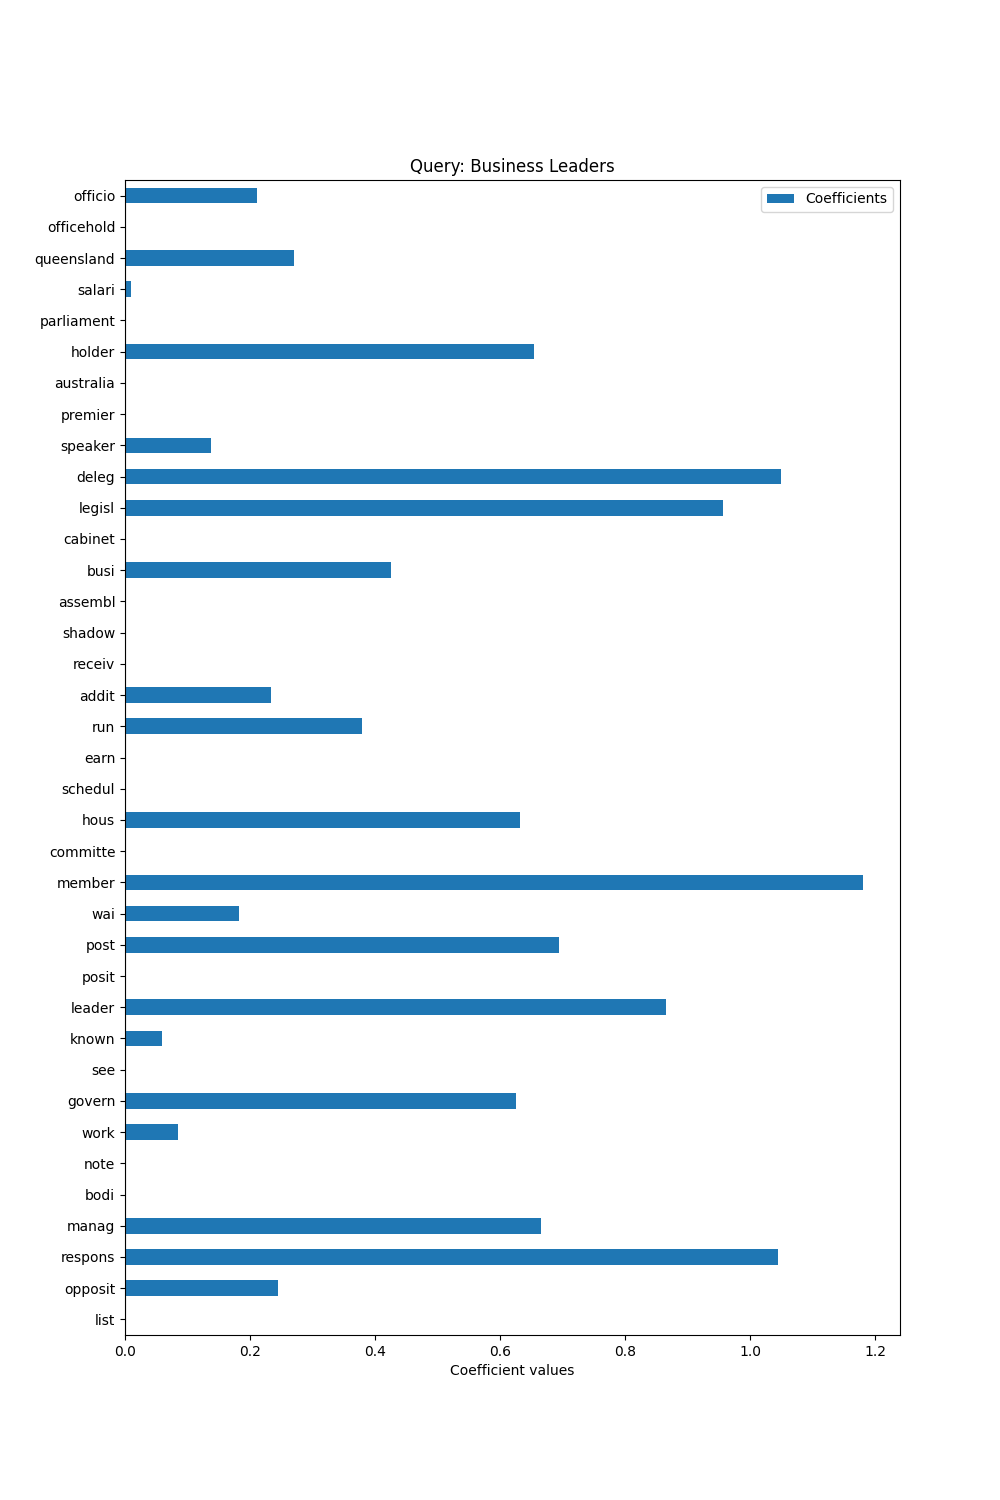 Query: Business Leaders
Coefficients
officio
officehold
queensland
salari
parliament
holder
australia
premier
speaker
deleg
legisl
cabinet
busi
assembl
shadow
receiv
addit
run
earn
schedul
hous
committe
member
wai
post
posit
leader
known
see
govern
work
note
bodi
manag
respons
opposit
list
0.0 0.2 0.4 0.6 0.8 1.0 1.2
Coefficient values